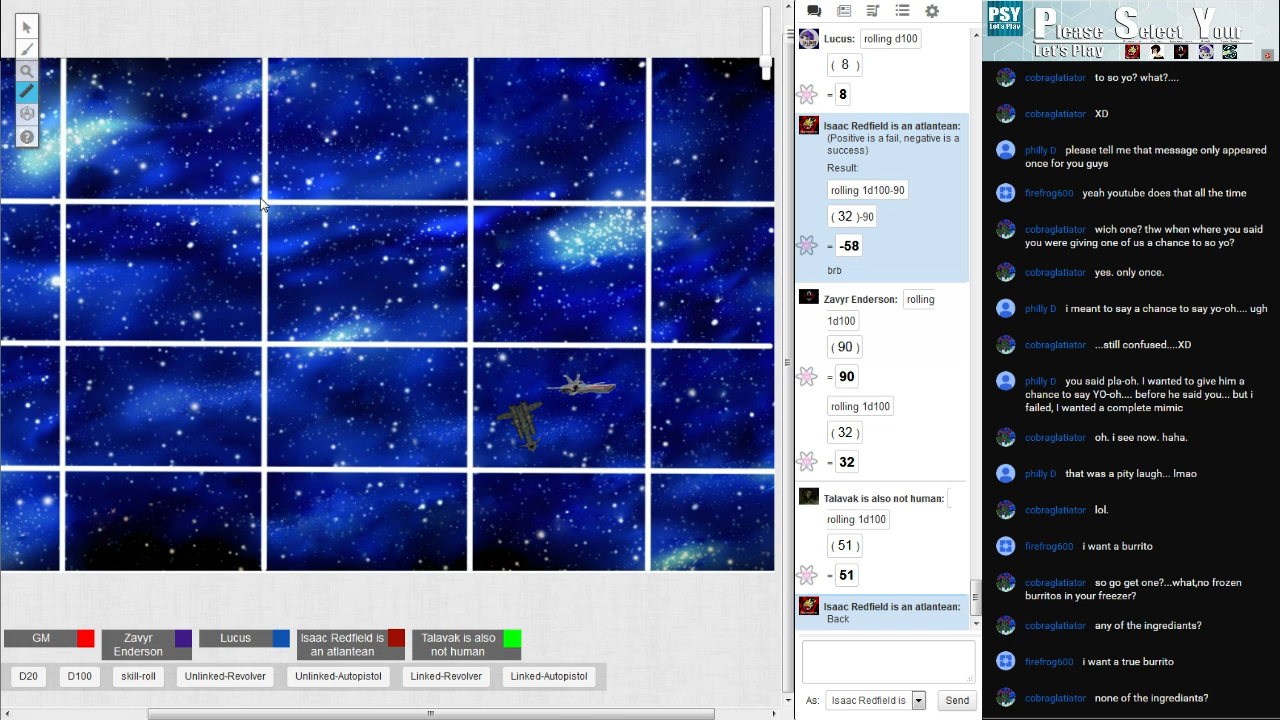 Lucus: rolling d100
( 8 )
= 8
Isaac Redfield is an atlantean:
(Positive is a fail, negative is a
success)
Result:
rolling 1d100-90
( 32 )-90
= -58
brb
Zavyr Enderson: rolling
1d100
( 90 )
= 90
rolling 1d100
( 32 )
= 32
Talavak is also not human:
rolling 1d100
( 51 )
= 51
Isaac Redfield is an atlantean:
Back
As: Isaac Redfield is Send
GM
Zavyr
Enderson
Lucus
Isaac Redfield is
an atlantean
Talavak is also
not human
D20 D100 skill-roll Unlinked-Revolver Unlinked-Autopistol Linked-Revolver Linked-Autopistol
PSY
Let's Play
Please Select Your
Let's Play
cobraglatiator to so yo? what?....
cobraglatiator XD
philly D please tell me that message only appeared
once for you guys
firefrog600 yeah youtube does that all the time
cobraglatiator wich one? thw when where you said
you were giving one of us a chance to so yo?
cobraglatiator yes. only once.
philly D i meant to say a chance to say yo-oh.... ugh
cobraglatiator ...still confused....XD
philly D you said pla-oh. I wanted to give him a
chance to say YO-oh.... before he said you... but i
failed, I wanted a complete mimic
cobraglatiator oh. i see now. haha.
philly D that was a pity laugh... lmao
cobraglatiator lol.
firefrog600 i want a burrito
cobraglatiator so go get one?...what,no frozen
burritos in your freezer?
cobraglatiator any of the ingrediants?
firefrog600 i want a true burrito
cobraglatiator none of the ingrediants?